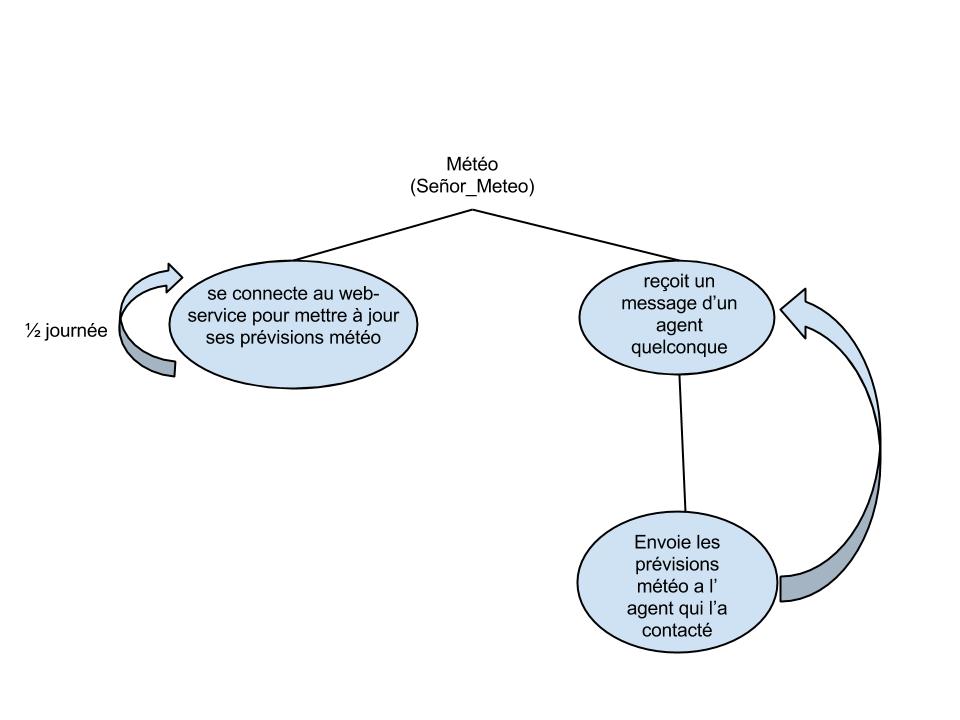 Météo
(Señor_Meteo)
½ journée
se connecte au web-
service pour mettre à jour
ses prévisions météo
reçoit un
message d’un
agent
quelconque
Envoie les
prévisions
météo a l’
agent qui l’a
contacté